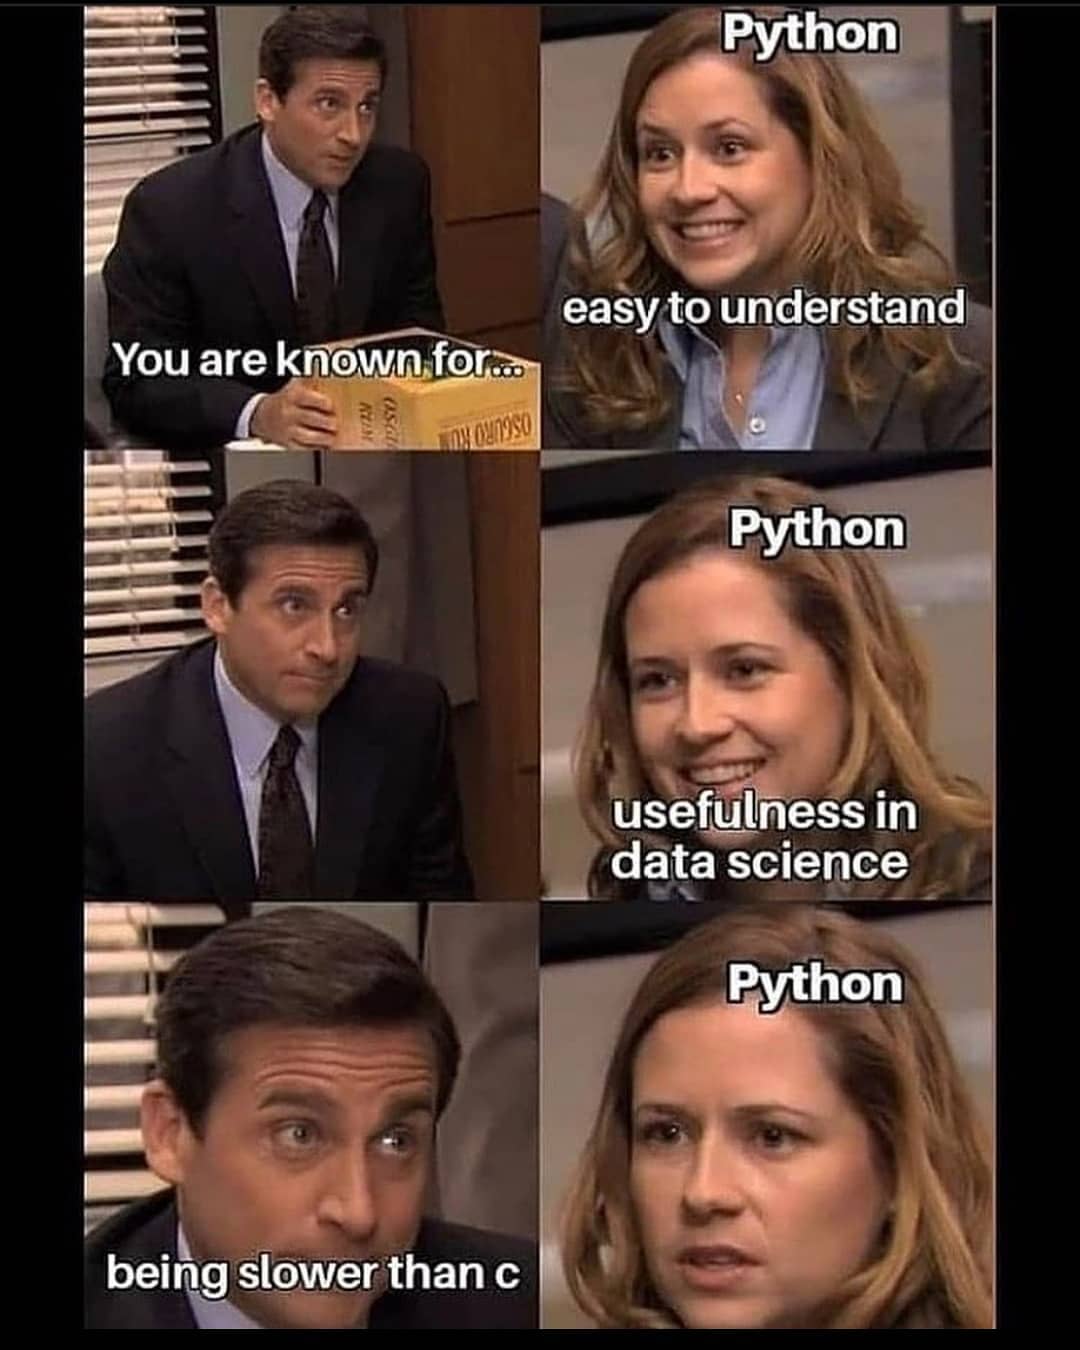 Python
easy to understand
You are known for...
Python
usefulness in
data science
Python
being slower than c